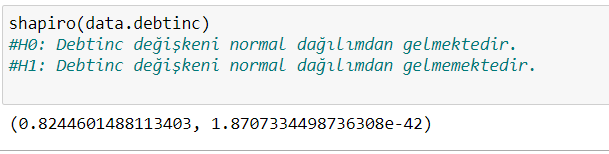 shapiro(data.debtinc)
#H0: Debtinc değişkeni normal dağılımdan gelmektedir.
#H1: Debtinc değişkeni normal dağılımdan gelmemektedir.
(0.8244601488113403, 1.8707334498736308e-42)